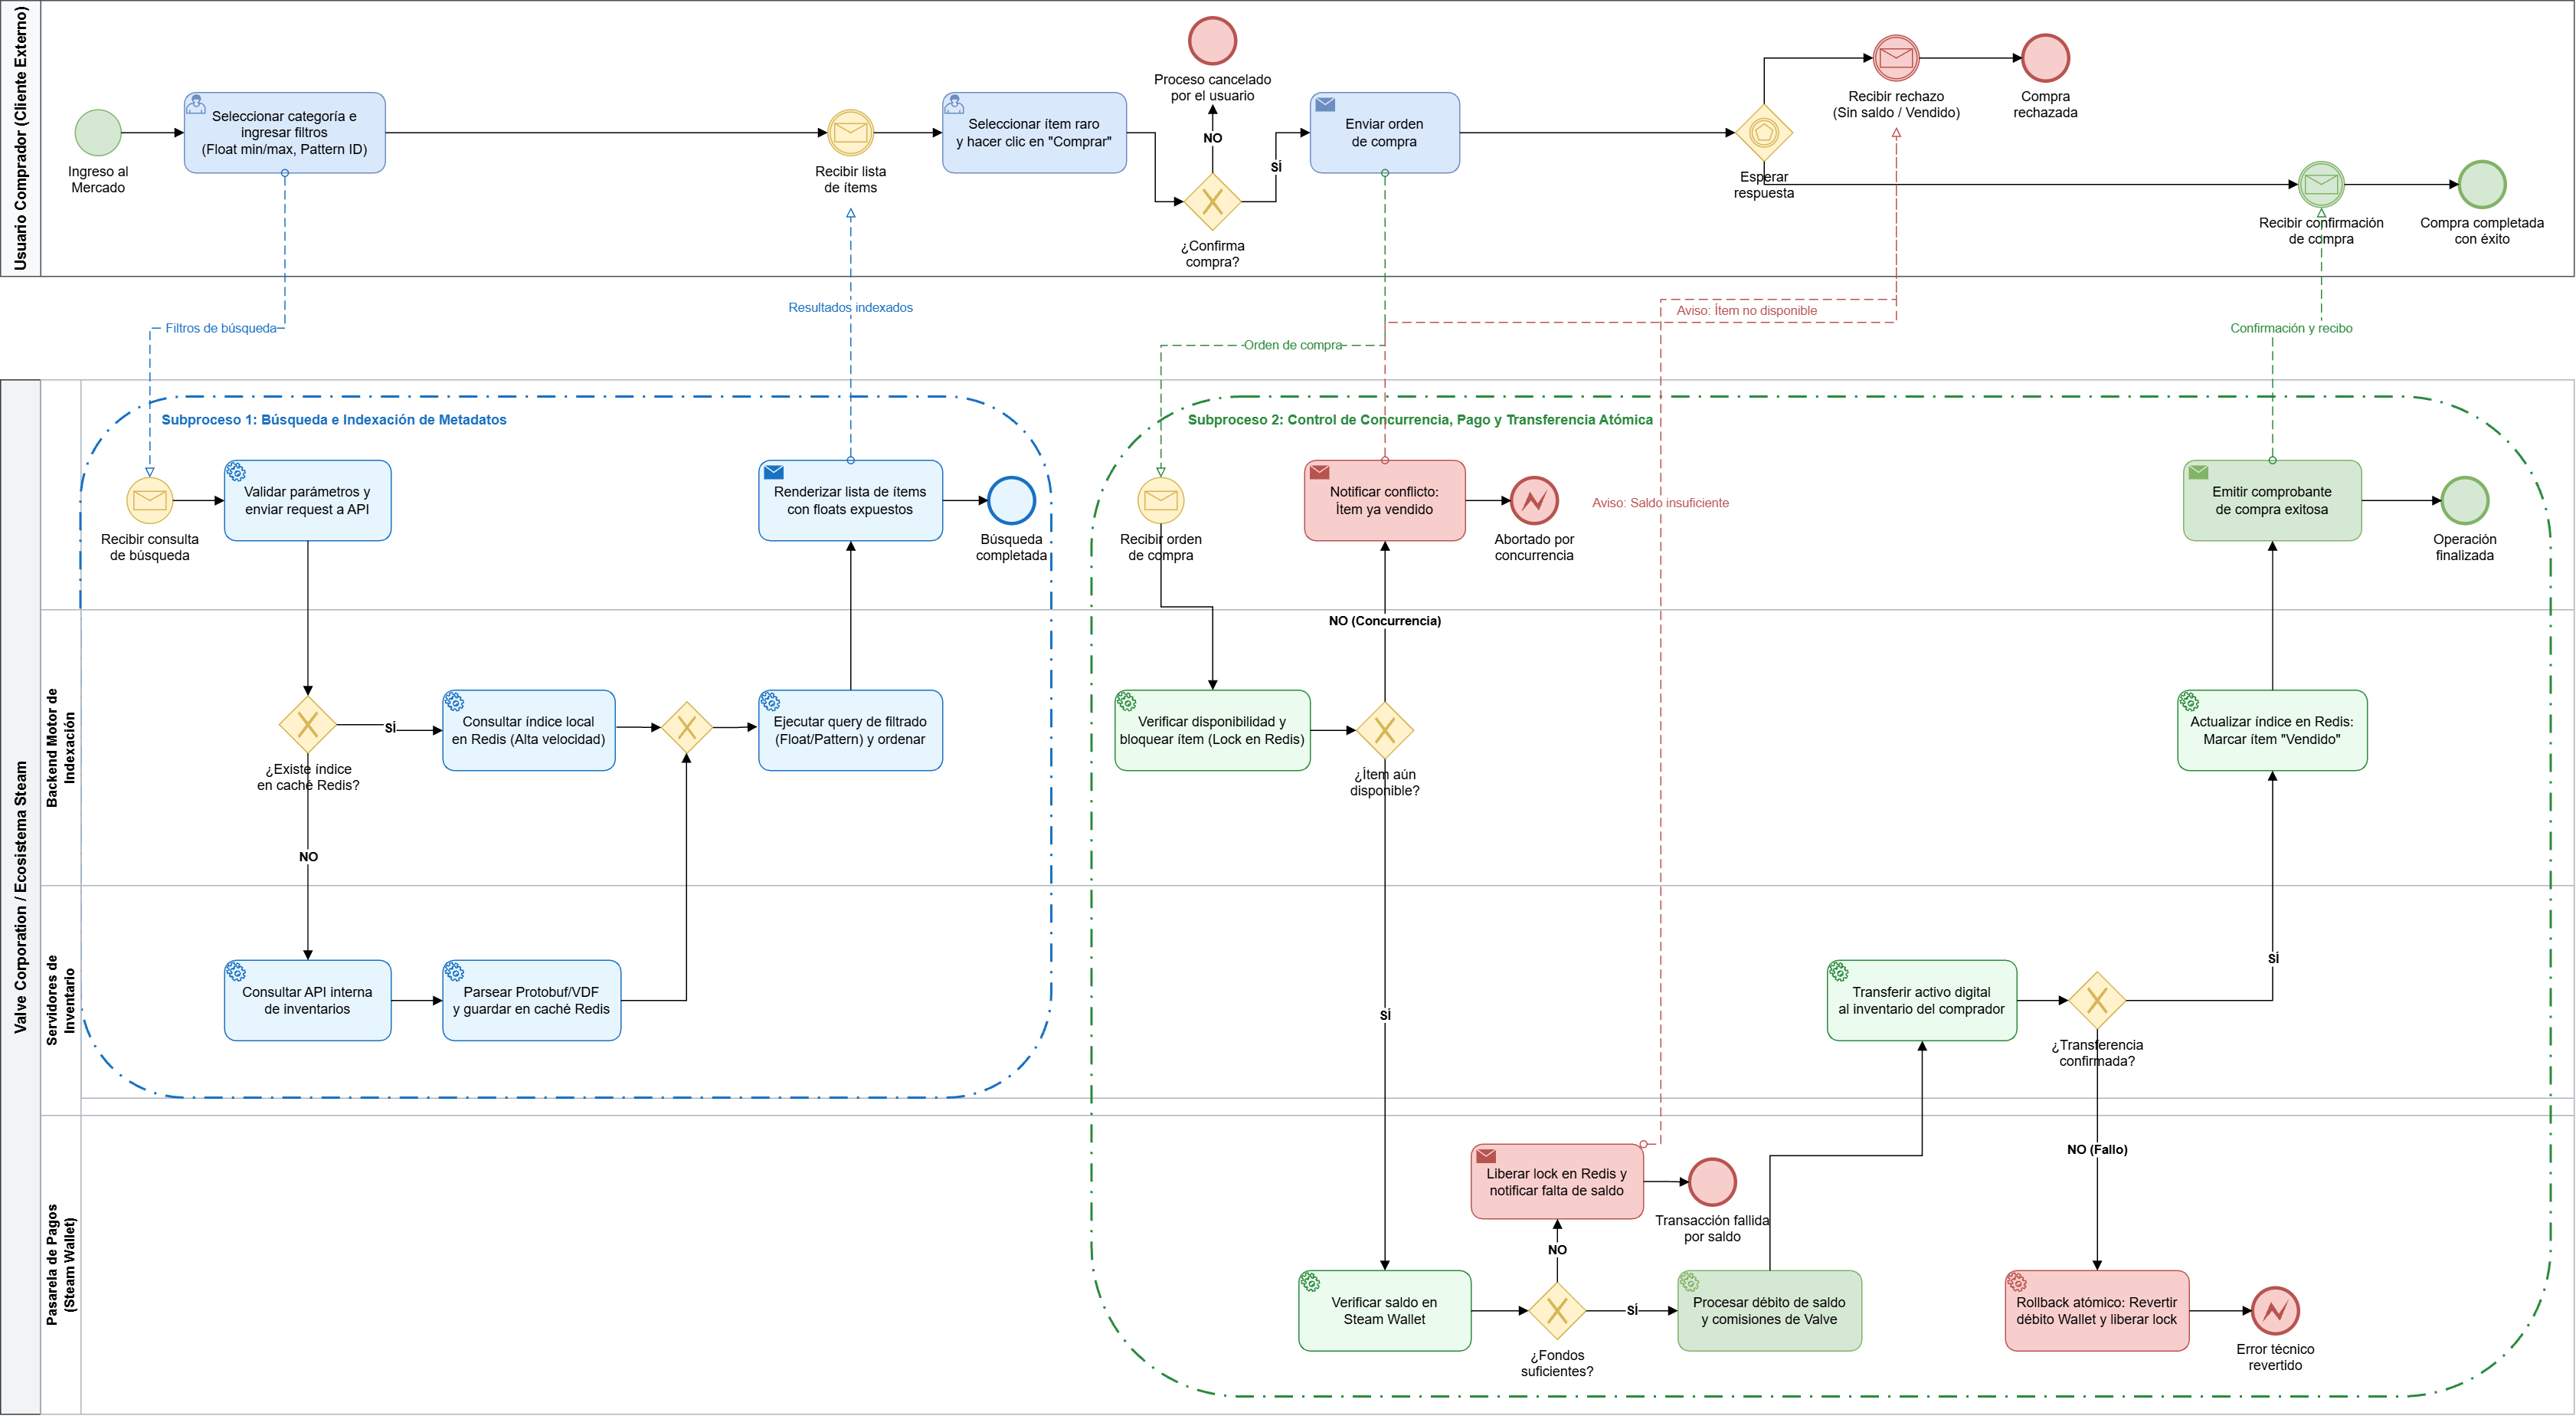 Usuario Comprador (Cliente Externo)
Ingreso al
Mercado
Seleccionar categoría e
ingresar filtros
(Float min/max, Pattern ID)
Recibir lista
de ítems
Seleccionar ítem raro
y hacer clic en "Comprar"
Proceso cancelado
por el usuario
NO
SÍ
¿Confirma
compra?
Enviar orden
de compra
Esperar
respuesta
Recibir rechazo
(Sin saldo / Vendido)
Compra
rechazada
Recibir confirmación
de compra
Compra completada
con éxito
Filtros de búsqueda
Resultados indexados
Orden de compra
Aviso: Ítem no disponible
Confirmación y recibo
Valve Corporation / Ecosistema Steam
Subproceso 1: Búsqueda e Indexación de Metadatos
Recibir consulta
de búsqueda
Validar parámetros y
enviar request a API
Renderizar lista de ítems
con floats expuestos
Búsqueda
completada
Subproceso 2: Control de Concurrencia, Pago y Transferencia Atómica
Recibir orden
de compra
Notificar conflicto:
Ítem ya vendido
Abortado por
concurrencia
Aviso: Saldo insuficiente
Emitir comprobante
de compra exitosa
Operación
finalizada
Backend Motor de
Indexación
¿Existe índice
en caché Redis?
SÍ
Consultar índice local
en Redis (Alta velocidad)
Ejecutar query de filtrado
(Float/Pattern) y ordenar
NO
NO (Concurrencia)
Verificar disponibilidad y
bloquear ítem (Lock en Redis)
¿Ítem aún
disponible?
Actualizar índice en Redis:
Marcar ítem "Vendido"
Servidores de
Inventario
Consultar API interna
de inventarios
Parsear Protobuf/VDF
y guardar en caché Redis
SÍ
Transferir activo digital
al inventario del comprador
¿Transferencia
confirmada?
SÍ
NO (Fallo)
Pasarela de Pagos
(Steam Wallet)
Liberar lock en Redis y
notificar falta de saldo
Transacción fallida
por saldo
NO
Verificar saldo en
Steam Wallet
¿Fondos
suficientes?
SÍ
Procesar débito de saldo
y comisiones de Valve
Rollback atómico: Revertir
débito Wallet y liberar lock
Error técnico
revertido